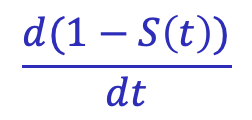 d(1 − S(t))
dt